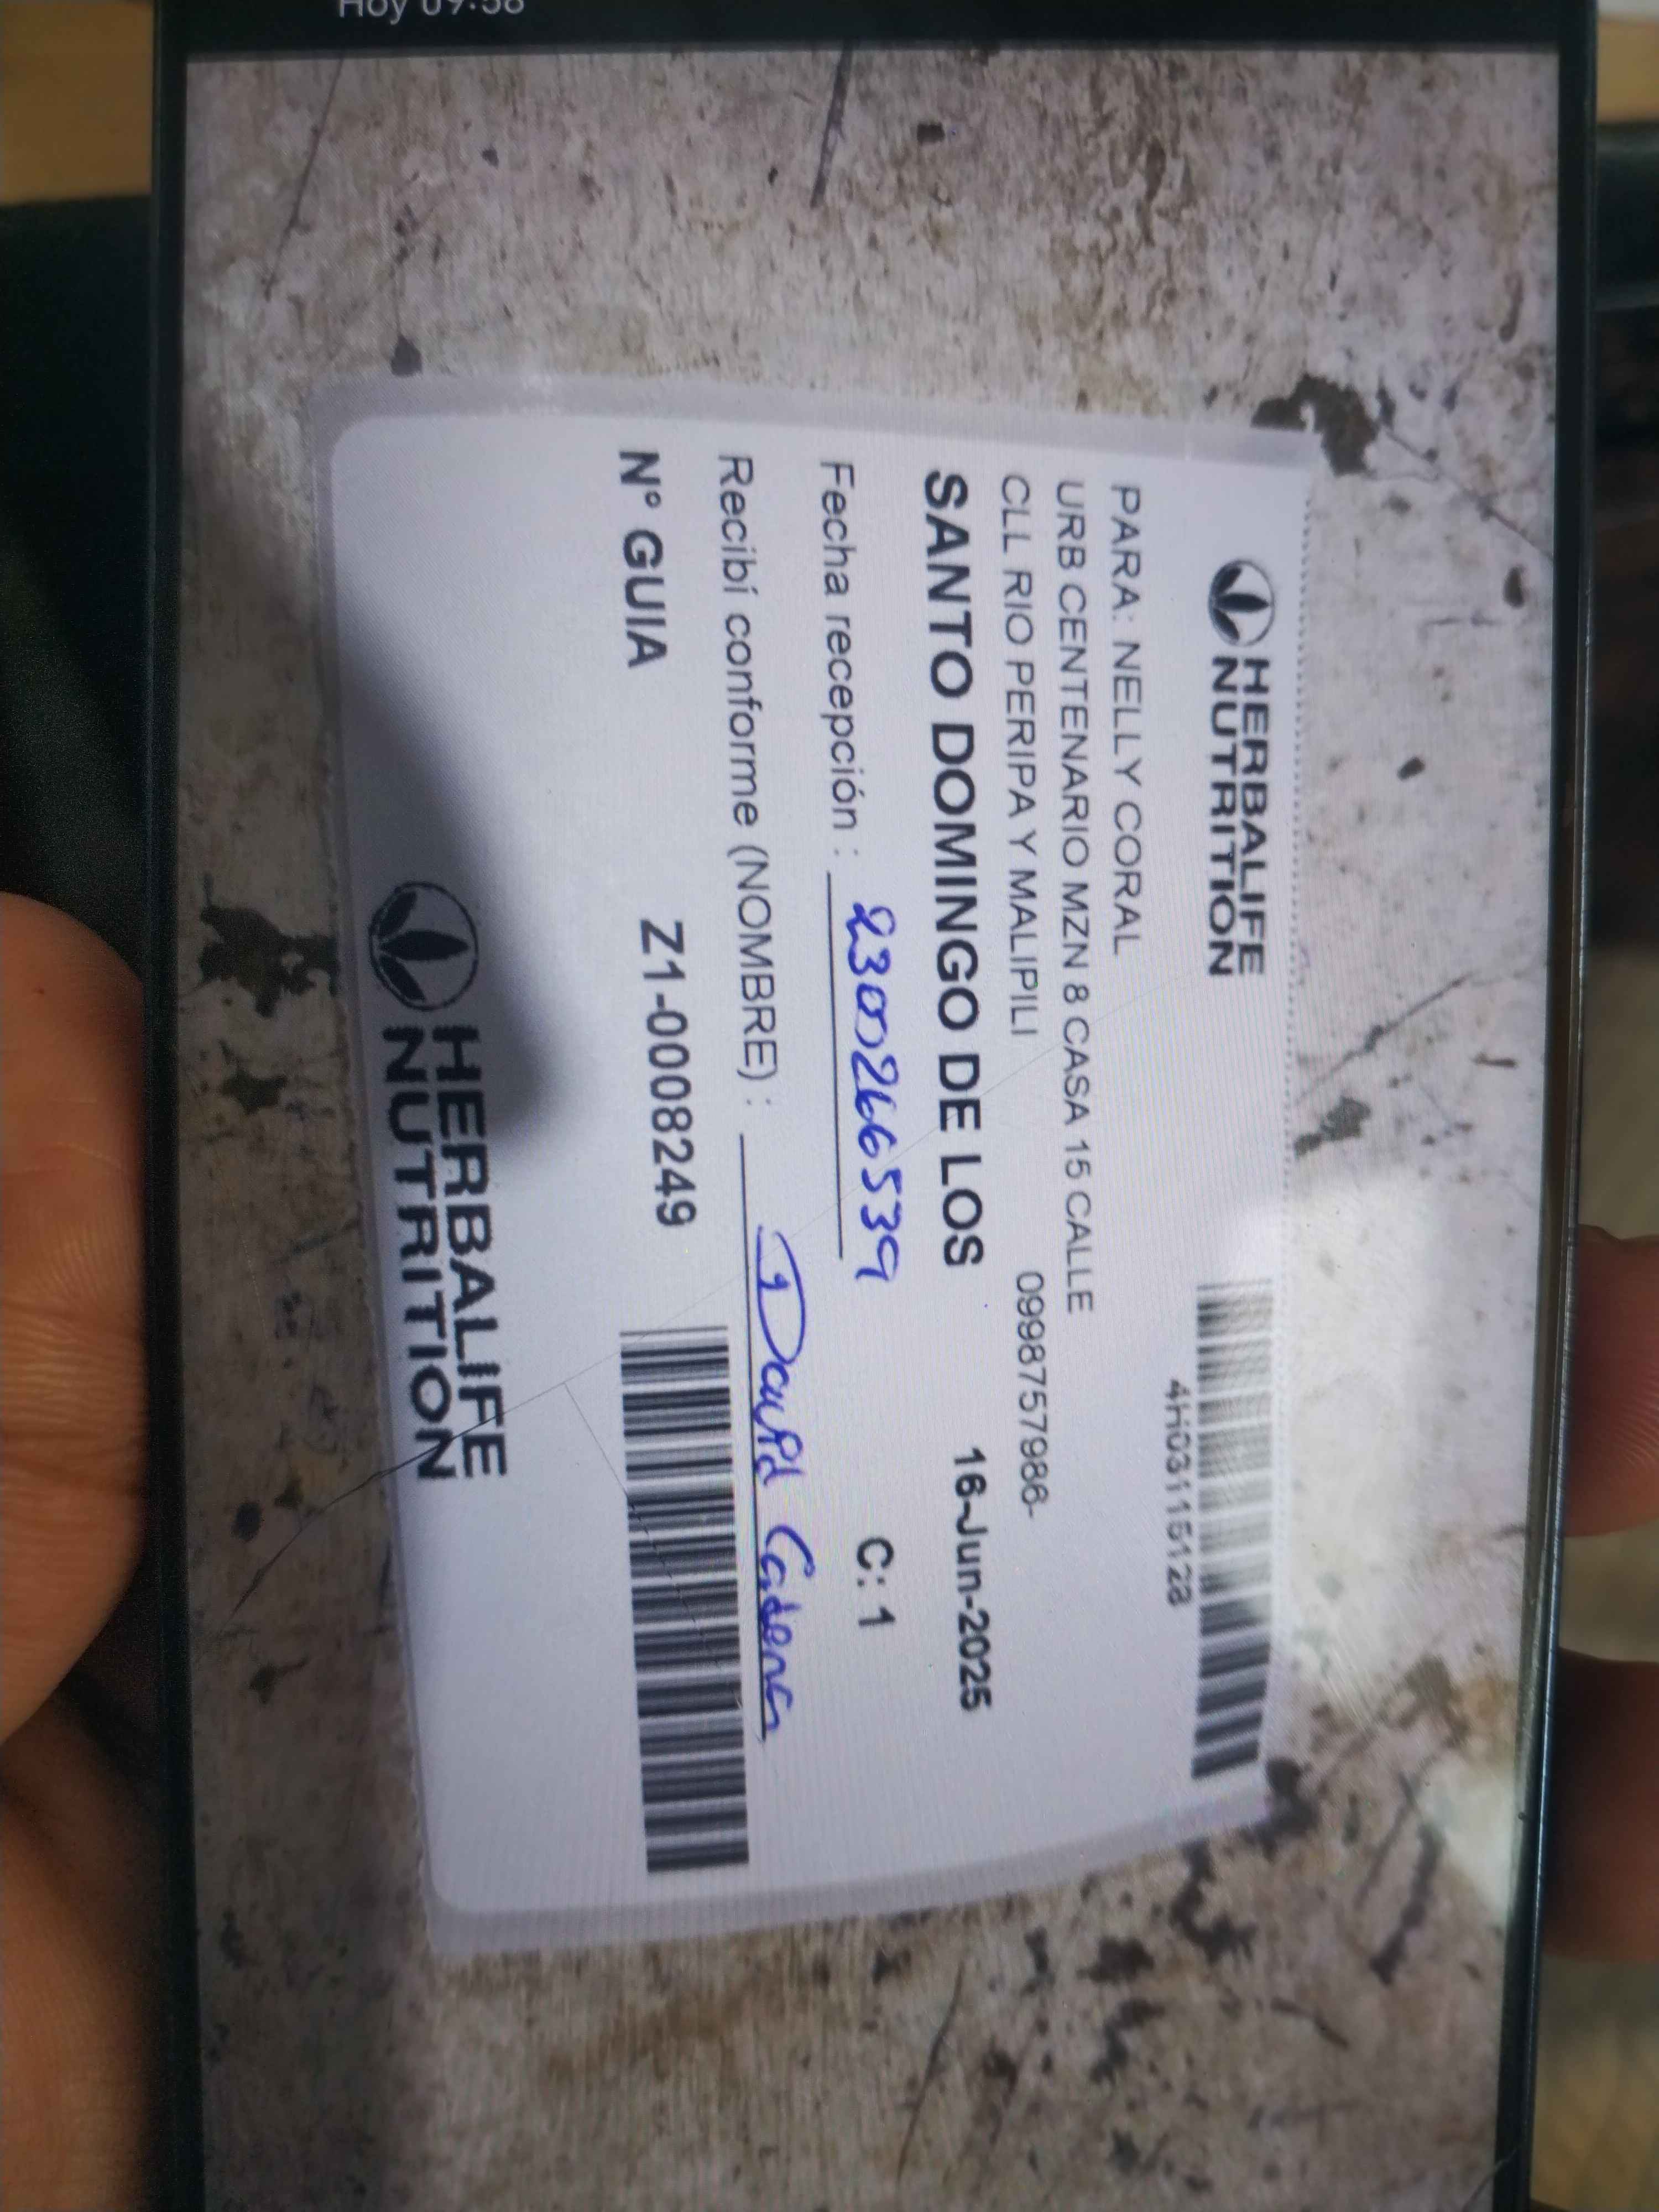 Hoy 09:58
HERBALIFE
NUTRITION
4H03115128
PARA: NELLY CORAL
URB CENTENARIO MZN 8 CASA 15 CALLE
CLL RIO PERIPA Y MALIPILI 0998757986-
SANTO DOMINGO DE LOS 16-Jun-2025
Fecha recepción : 2300266539 C: 1
Recibí conforme (NOMBRE) : David Cadena
N° GUIA Z1-0008249
HERBALIFE
NUTRITION